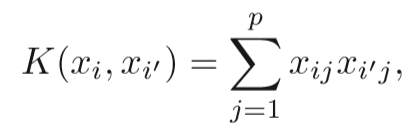 K(x_i, x_{i'}) = \sum_{j=1}^{p} x_{ij} x_{i'j},